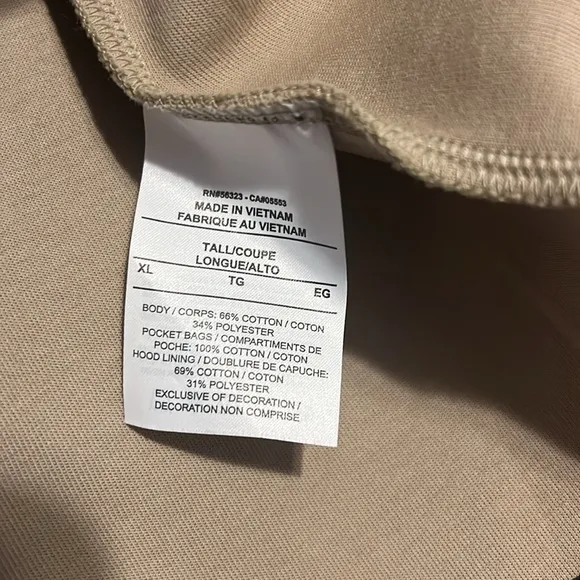 RN#56323 - CA#05553
MADE IN VIETNAM
FABRIQUE AU VIETNAM
TALL/COUPE
LONGUE/ALTO
XL TG EG
BODY / CORPS: 66% COTTON / COTON
34% POLYESTER
POCKET BAGS / COMPARTIMENTS DE
POCHE: 100% COTTON / COTON
HOOD LINING / DOUBLURE DE CAPUCHE:
69% COTTON / COTON
31% POLYESTER
EXCLUSIVE OF DECORATION /
DECORATION NON COMPRISE